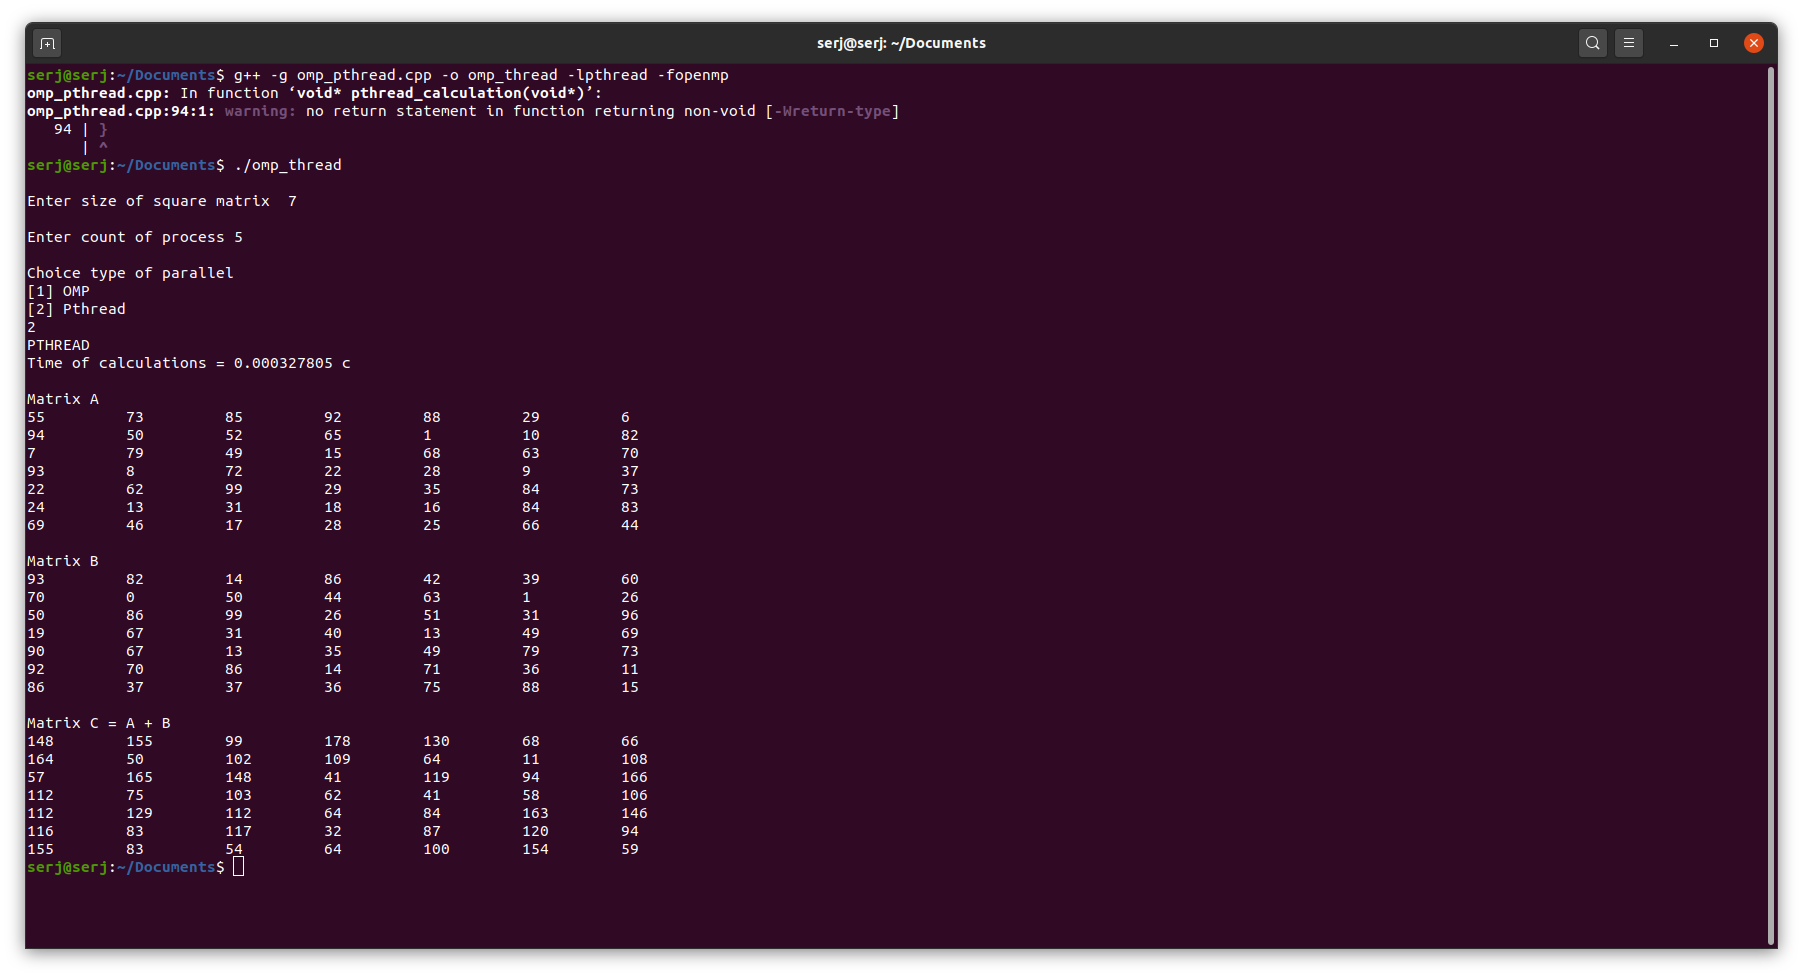 serj@serj: ~/Documents
serj@serj:~/Documents$ g++ -g omp_pthread.cpp -o omp_thread -lpthread -fopenmp
omp_pthread.cpp: In function ‘void* pthread_calculation(void*)’:
omp_pthread.cpp:94:1: warning: no return statement in function returning non-void [-Wreturn-type]
   94 | }
      | ^
serj@serj:~/Documents$ ./omp_thread
Enter size of square matrix  7
Enter count of process 5
Choice type of parallel
[1] OMP
[2] Pthread
2
PTHREAD
Time of calculations = 0.000327805 c
Matrix A
55 73 85 92 88 29 6
94 50 52 65 1 10 82
7 79 49 15 68 63 70
93 8 72 22 28 9 37
22 62 99 29 35 84 73
24 13 31 18 16 84 83
69 46 17 28 25 66 44
Matrix B
93 82 14 86 42 39 60
70 0 50 44 63 1 26
50 86 99 26 51 31 96
19 67 31 40 13 49 69
90 67 13 35 49 79 73
92 70 86 14 71 36 11
86 37 37 36 75 88 15
Matrix C = A + B
148 155 99 178 130 68 66
164 50 102 109 64 11 108
57 165 148 41 119 94 166
112 75 103 62 41 58 106
112 129 112 64 84 163 146
116 83 117 32 87 120 94
155 83 54 64 100 154 59
serj@serj:~/Documents$